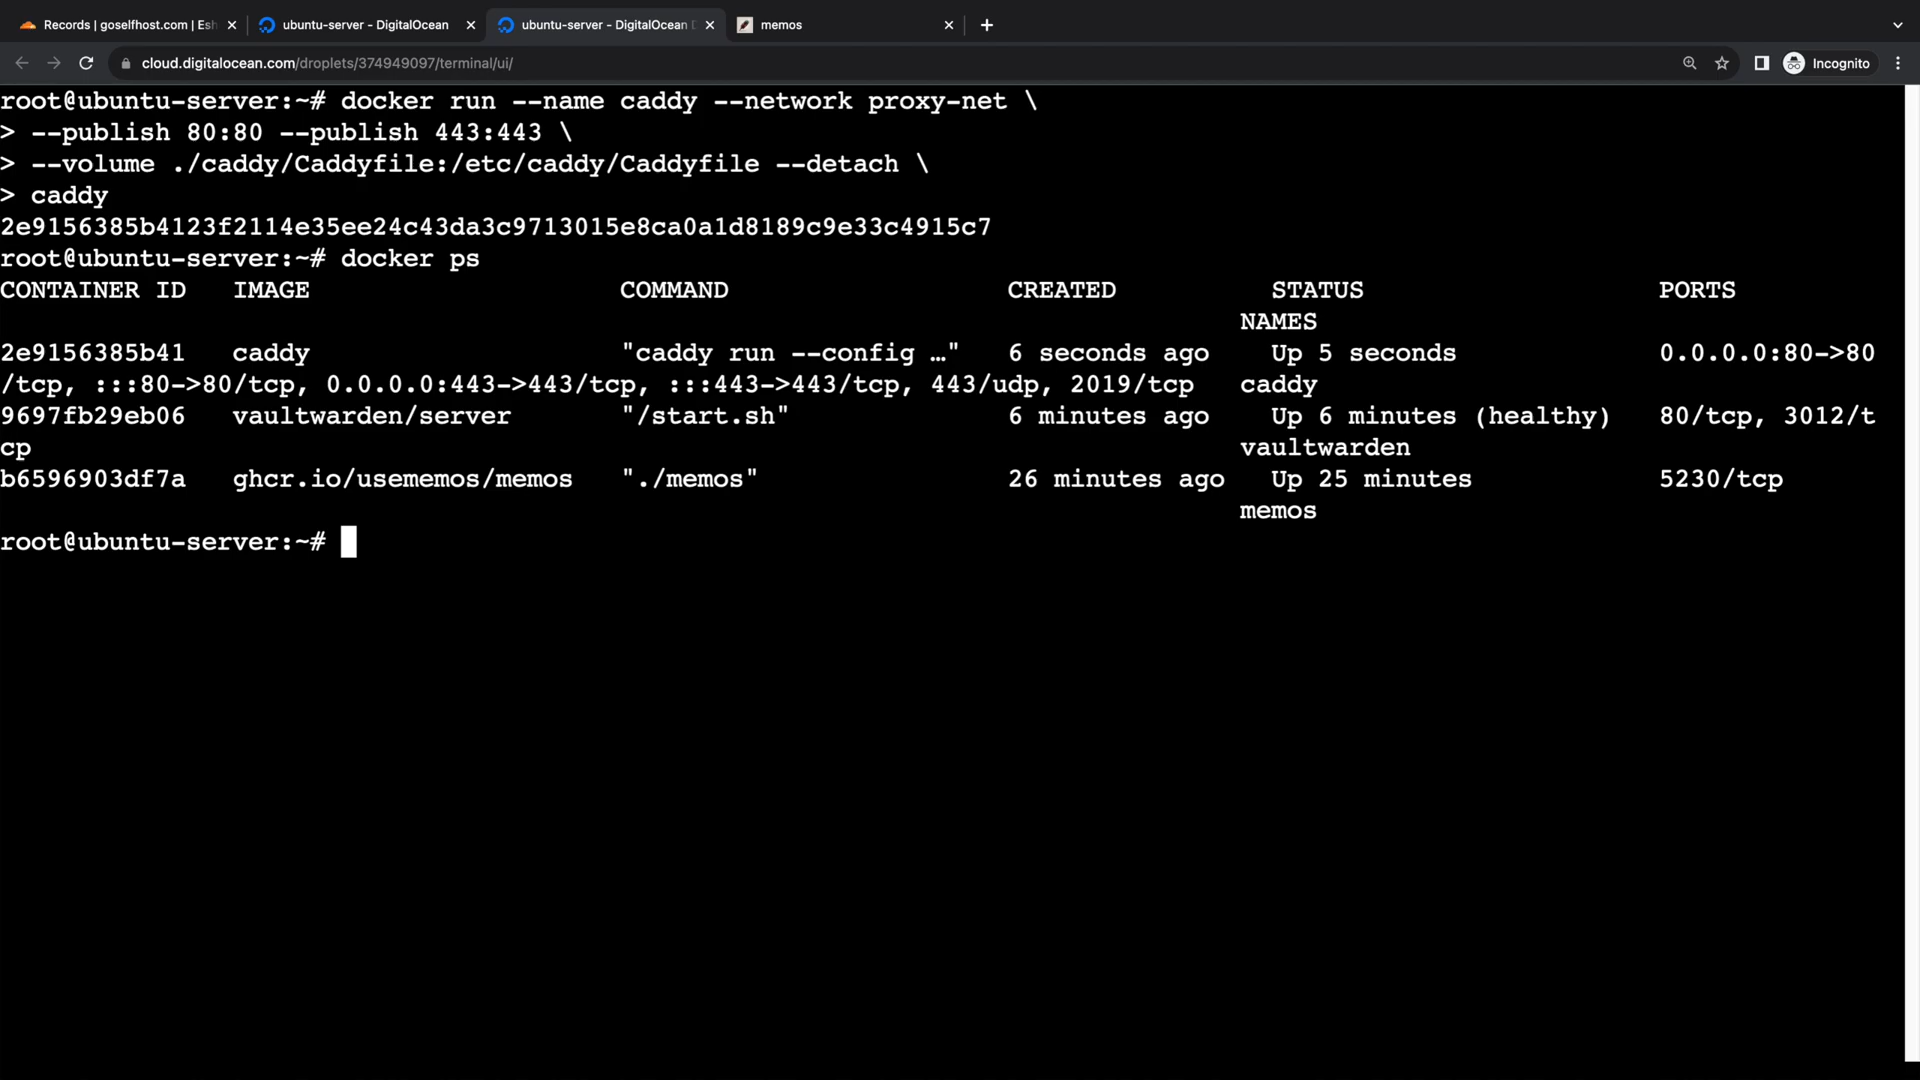 Records | goselfhost.com | Esh
ubuntu-server - DigitalOcean
ubuntu-server - DigitalOcean D
memos
cloud.digitalocean.com/droplets/374949097/terminal/ui/
Incognito
root@ubuntu-server:~# docker run --name caddy --network proxy-net \
> --publish 80:80 --publish 443:443 \
> --volume ./caddy/Caddyfile:/etc/caddy/Caddyfile --detach \
> caddy
2e9156385b4123f2114e35ee24c43da3c9713015e8ca0a1d8189c9e33c4915c7
root@ubuntu-server:~# docker ps
CONTAINER ID   IMAGE                    COMMAND                  CREATED          STATUS                   PORTS
NAMES
2e9156385b41   caddy                    "caddy run --config …"   6 seconds ago    Up 5 seconds             0.0.0.0:80->80
/tcp, :::80->80/tcp, 0.0.0.0:443->443/tcp, :::443->443/tcp, 443/udp, 2019/tcp   caddy
9697fb29eb06   vaultwarden/server       "/start.sh"              6 minutes ago    Up 6 minutes (healthy)   80/tcp, 3012/t
cp                                                                              vaultwarden
b6596903df7a   ghcr.io/usememos/memos   "./memos"                26 minutes ago   Up 25 minutes            5230/tcp
memos
root@ubuntu-server:~#